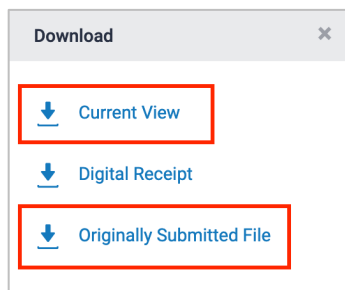 Download
Current View
Digital Receipt
Originally Submitted File